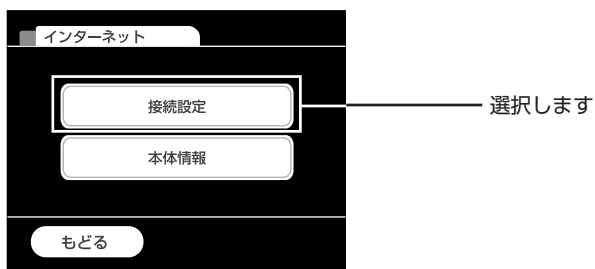 インターネット
接続設定
選択します
本体情報
もどる